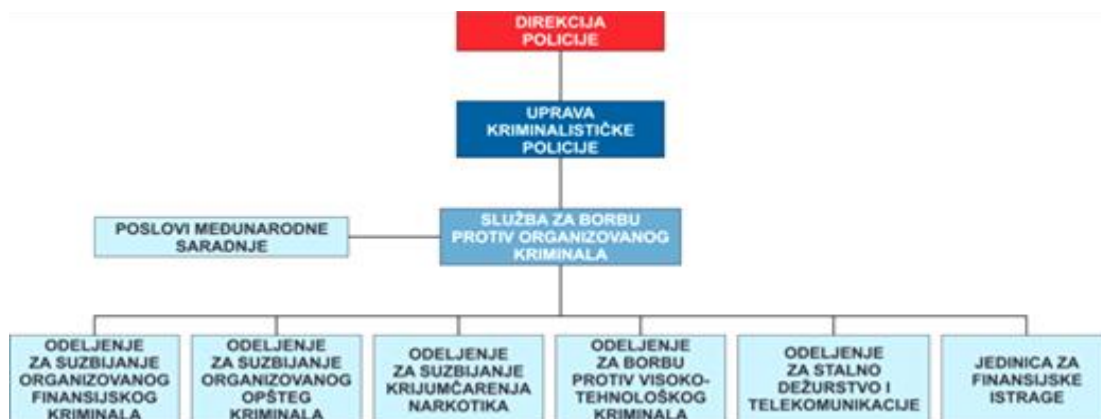 DIREKCIJA
POLICIJE
UPRAVA
KRIMINALISTIČKE
POLICIJE
POSLOVI MEĐUNARODNE
SARADNJE
SLUŽBA ZA BORBU
PROTIV ORGANIZOVANOG
KRIMINALA
ODELJENJE
ZA SUZBIJANJE
ORGANIZOVANOG
FINANSIJSKOG
KRIMINALA
ODELJENJE
ZA SUZBIJANJE
ORGANIZOVANOG
OPŠTEG
KRIMINALA
ODELJENJE
ZA SUZBIJANJE
KRIJUMČARENJA
NARKOTIKA
ODELJENJE
ZA BORBU
PROTIV VISOKO-
TEHNOLOŠKOG
KRIMINALA
ODELJENJE
ZA STALNO
DEŽURSTVO I
TELEKOMUNIKACIJE
JEDINICA ZA
FINANSIJSKE
ISTRAGE